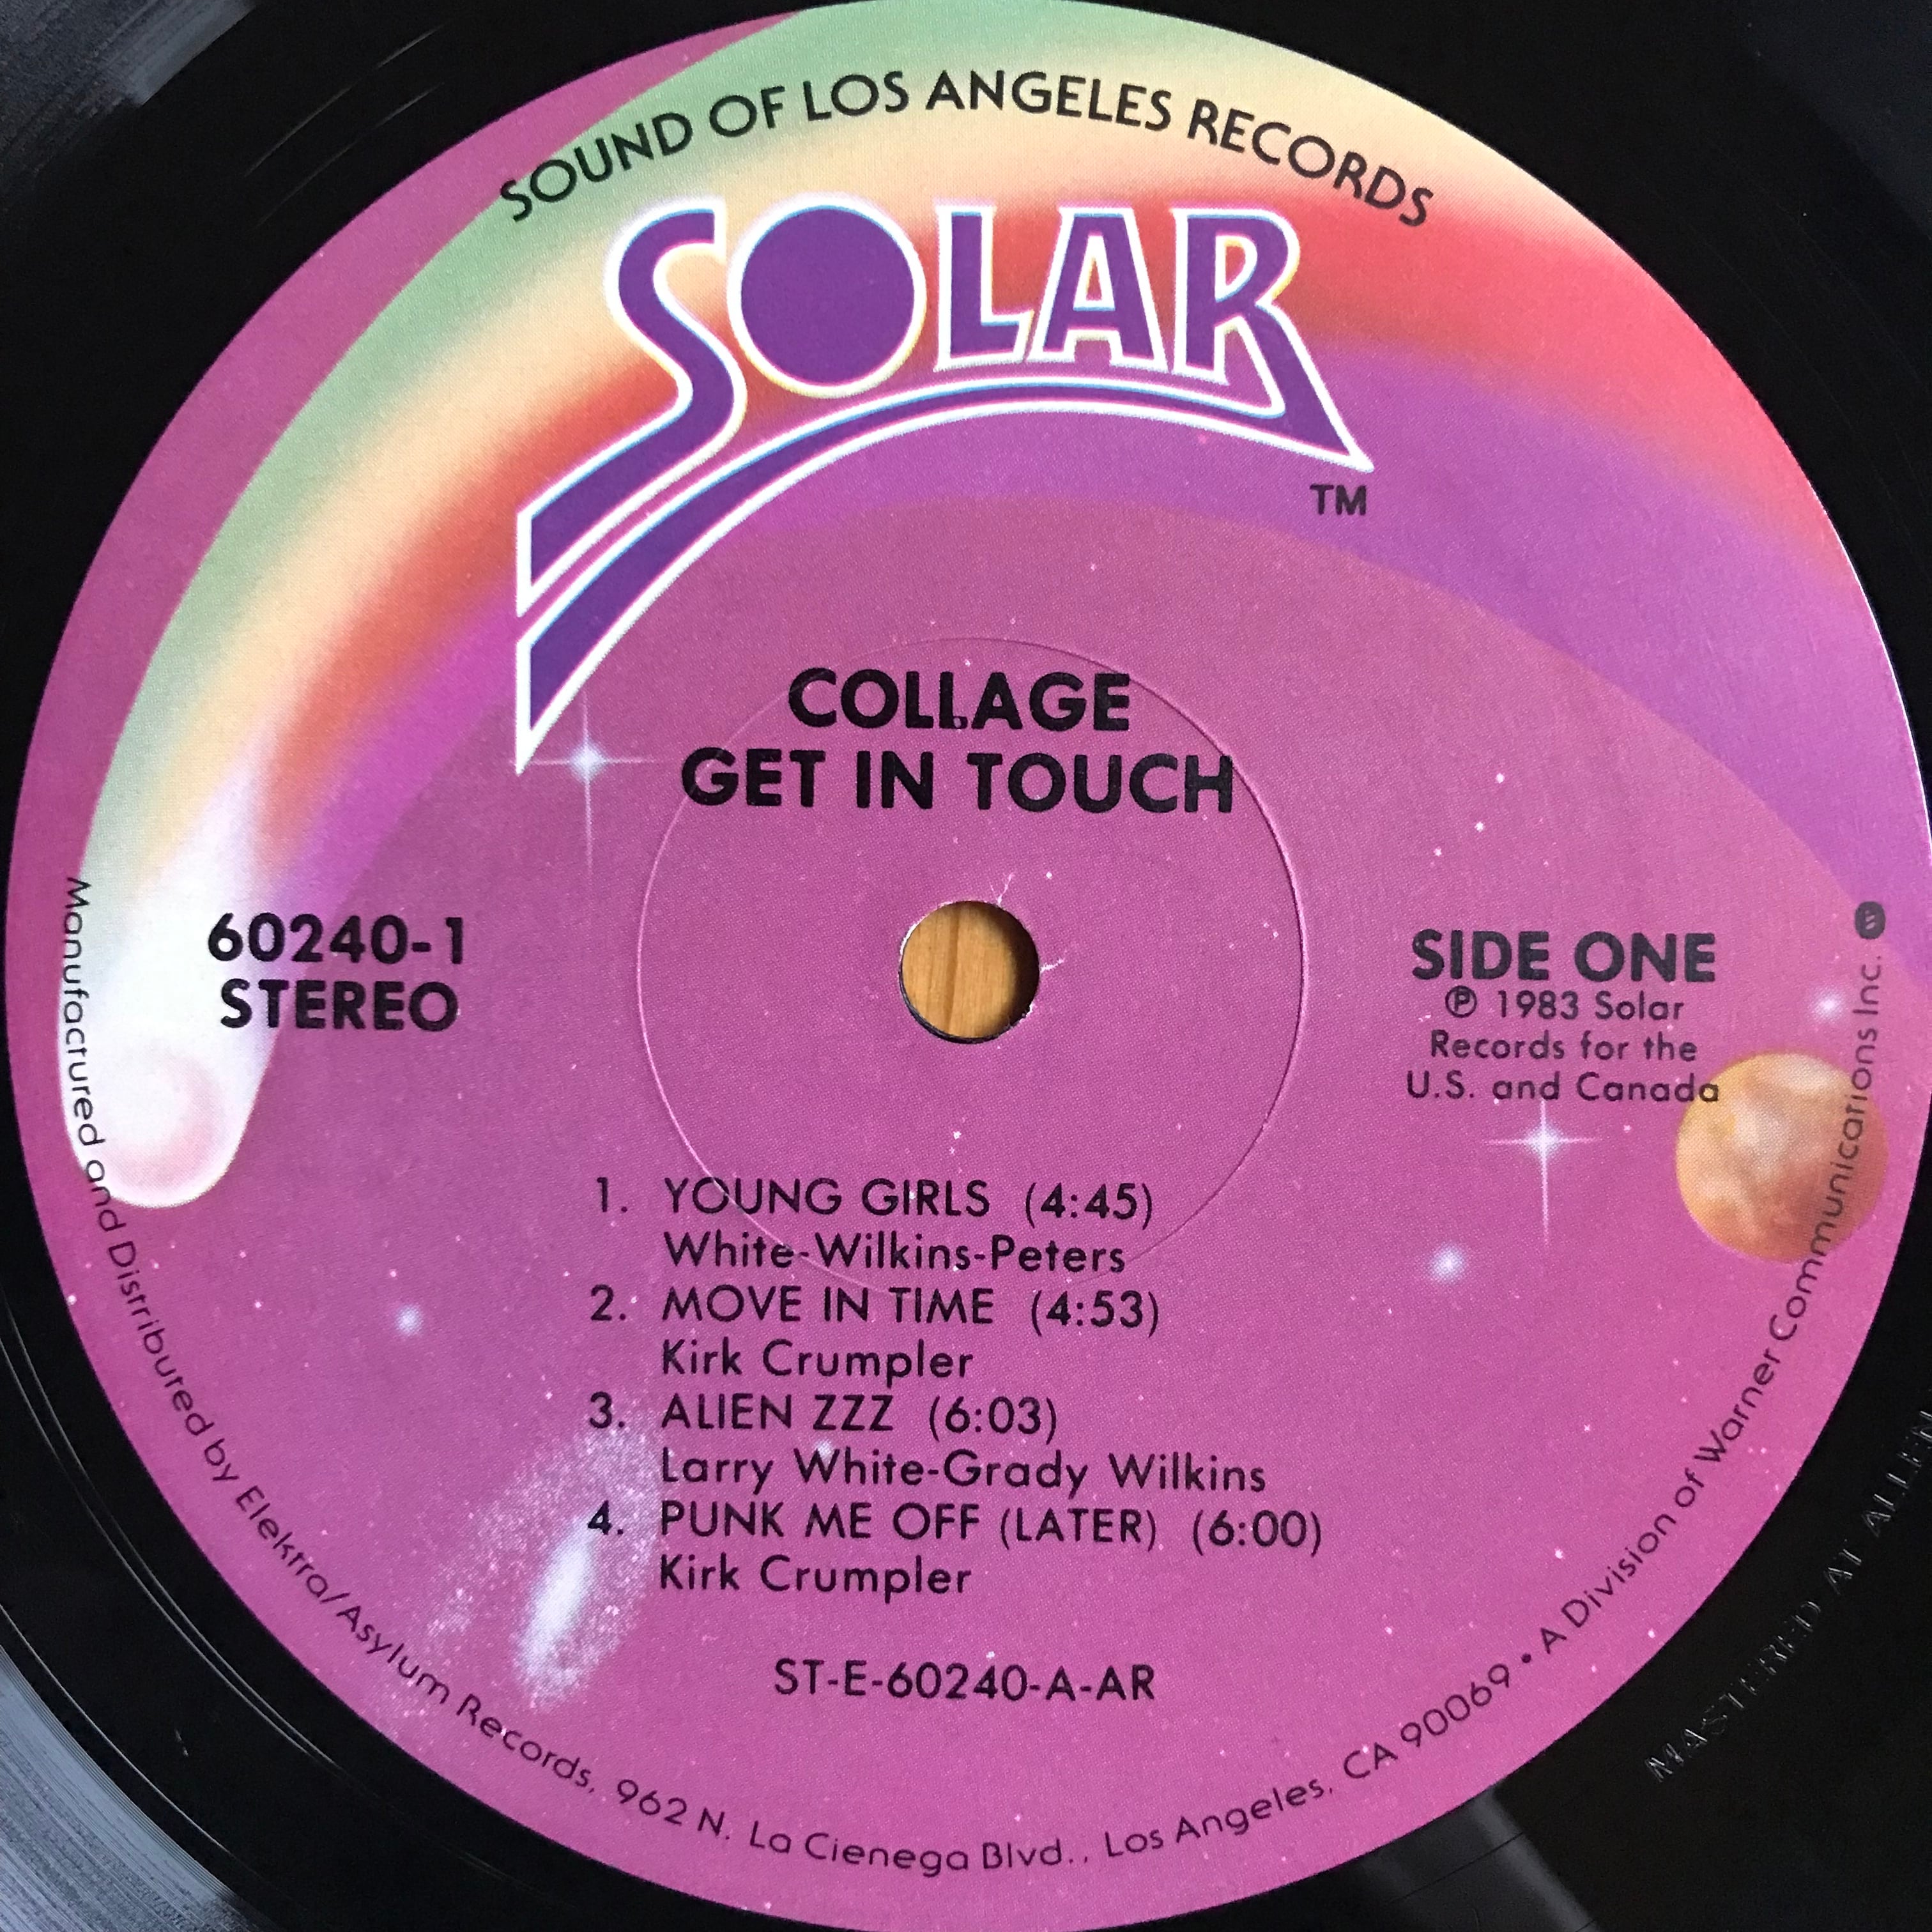 SOUND OF LOS ANGELES RECORDS
SOLAR
TM
COLLAGE
GET IN TOUCH
60240-1
STEREO
SIDE ONE
℗ 1983 Solar
Records for the
U.S. and Canada
1. YOUNG GIRLS (4:45)
White-Wilkins-Peters
2. MOVE IN TIME (4:53)
Kirk Crumpler
3. ALIEN ZZZ (6:03)
Larry White-Grady Wilkins
4. PUNK ME OFF (LATER) (6:00)
Kirk Crumpler
ST-E-60240-A-AR
Manufactured and Distributed by Elektra/Asylum Records, 962 N. La Cienega Blvd., Los Angeles, CA 90069 • A Division of Warner Communications Inc.
MASTERED AT ALLEN